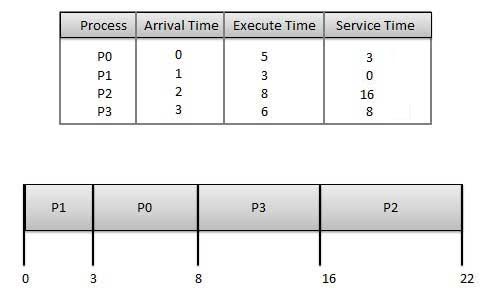 Process Arrival Time Execute Time Service Time
P0 0 5 3
P1 1 3 0
P2 2 8 16
P3 3 6 8
P1 P0 P3 P2
0 3 8 16 22